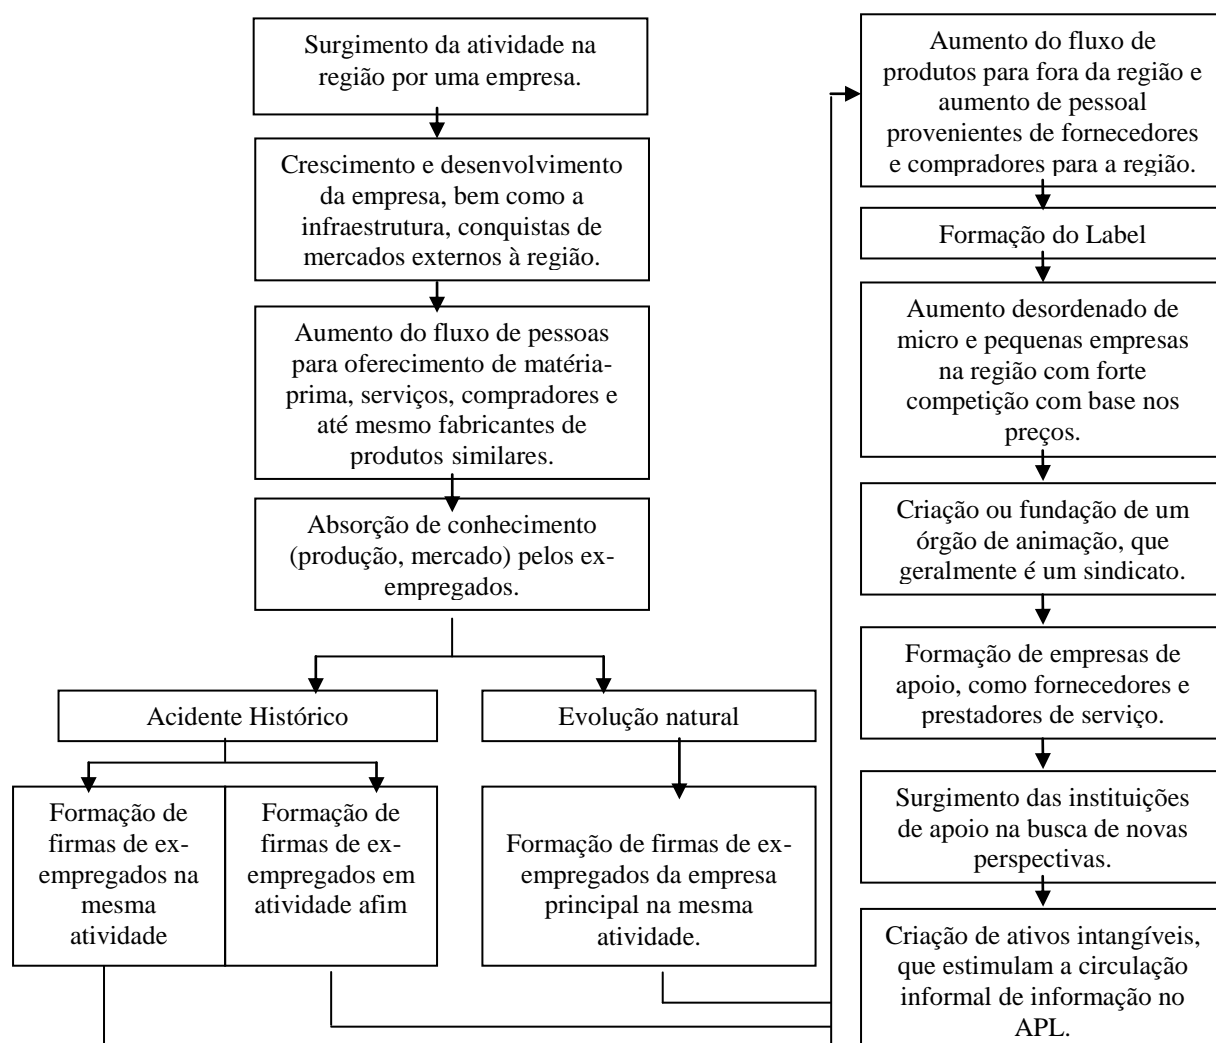 Surgimento da atividade na
região por uma empresa.
Crescimento e desenvolvimento
da empresa, bem como a
infraestrutura, conquistas de
mercados externos à região.
Aumento do fluxo de pessoas
para oferecimento de matéria-
prima, serviços, compradores e
até mesmo fabricantes de
produtos similares.
Absorção de conhecimento
(produção, mercado) pelos ex-
empregados.
Acidente Histórico
Evolução natural
Formação de
firmas de ex-
empregados na
mesma
atividade
Formação de
firmas de ex-
empregados em
atividade afim
Formação de firmas de ex-
empregados da empresa
principal na mesma
atividade.
Aumento do fluxo de
produtos para fora da região e
aumento de pessoal
provenientes de fornecedores
e compradores para a região.
Formação do Label
Aumento desordenado de
micro e pequenas empresas
na região com forte
competição com base nos
preços.
Criação ou fundação de um
órgão de animação, que
geralmente é um sindicato.
Formação de empresas de
apoio, como fornecedores e
prestadores de serviço.
Surgimento das instituições
de apoio na busca de novas
perspectivas.
Criação de ativos intangíveis,
que estimulam a circulação
informal de informação no
APL.